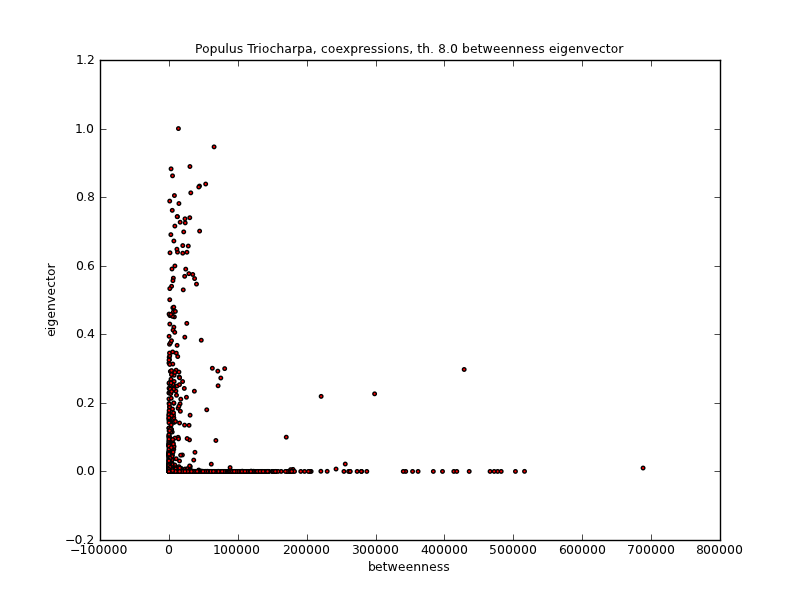 Populus Triocharpa, coexpressions, th. 8.0 betweenness eigenvector
1.2
1.0
0.8
0.6
0.4
0.2
0.0
−0.2
eigenvector
−100000 0 100000 200000 300000 400000 500000 600000 700000 800000
betweenness